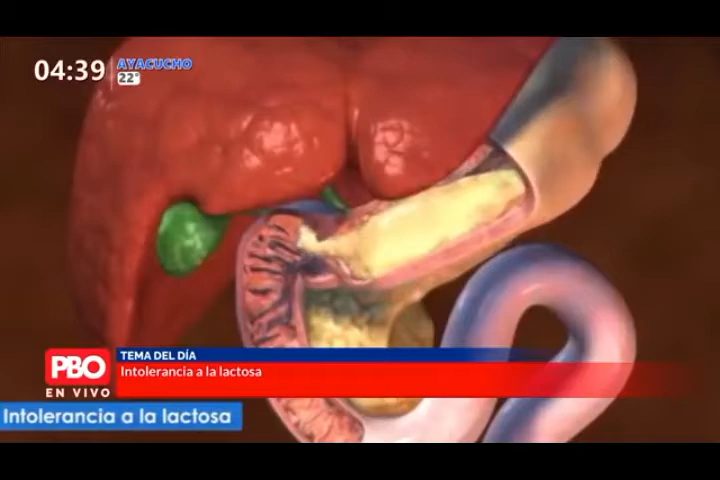 04:39
AYACUCHO
22°
TEMA DEL DÍA
PBO
Intolerancia a la lactosa
EN VIVO
Intolerancia a la lactosa